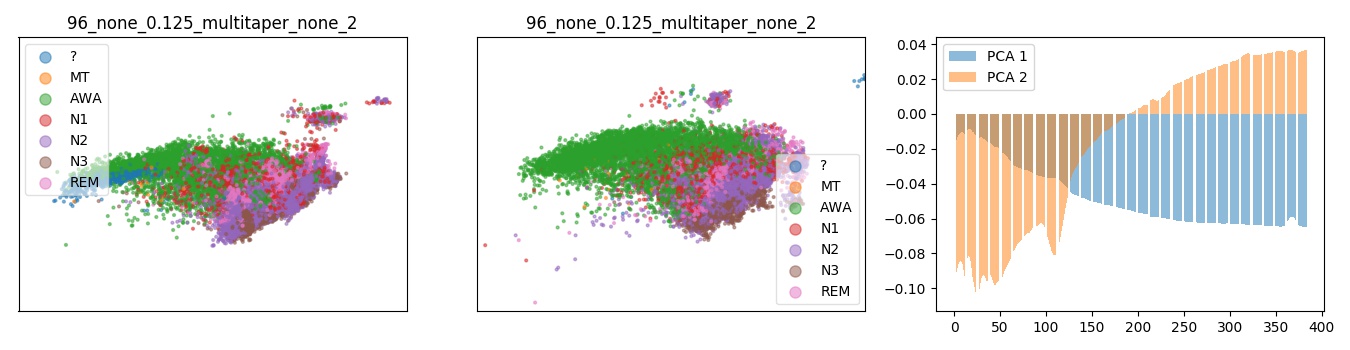 96_none_0.125_multitaper_none_2
?
MT
AWA
N1
N2
N3
REM
96_none_0.125_multitaper_none_2
?
MT
AWA
N1
N2
N3
REM
PCA 1
PCA 2
0.04
0.02
0.00
−0.02
−0.04
−0.06
−0.08
−0.10
0 50 100 150 200 250 300 350 400